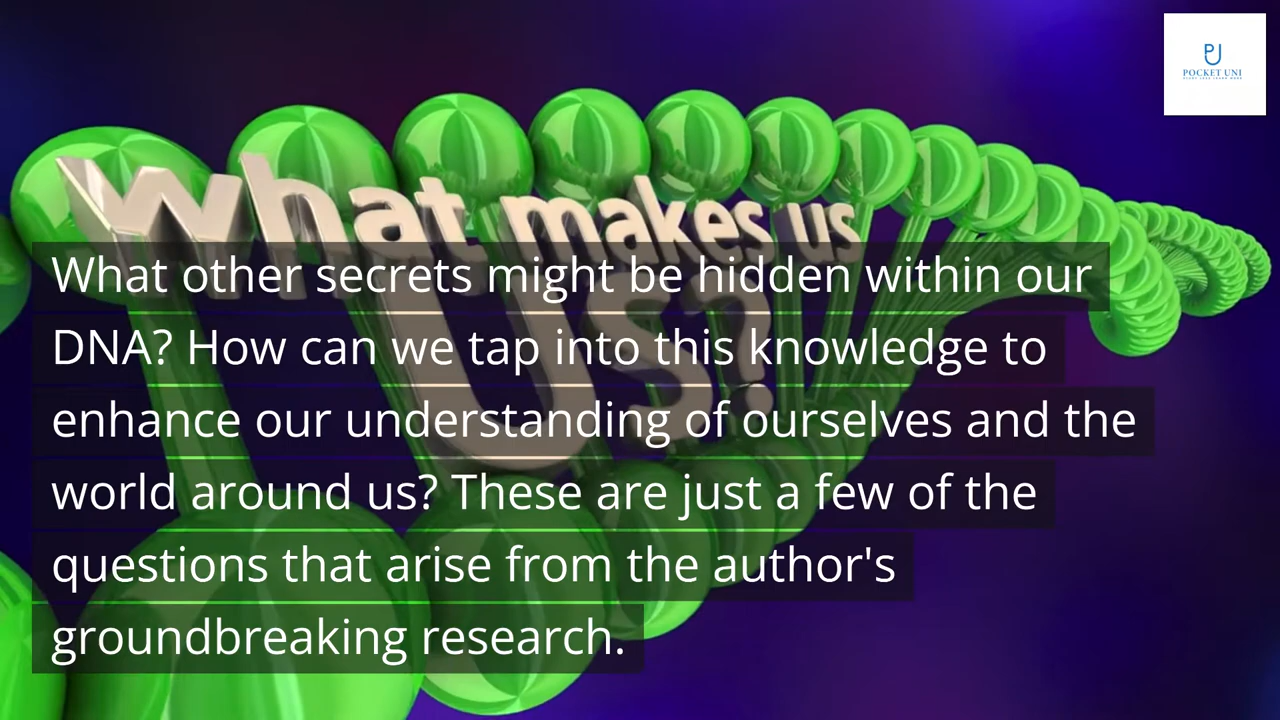 POCKET UNI
What makes us
US?
What other secrets might be hidden within our
DNA? How can we tap into this knowledge to
enhance our understanding of ourselves and the
world around us? These are just a few of the
questions that arise from the author's
groundbreaking research.